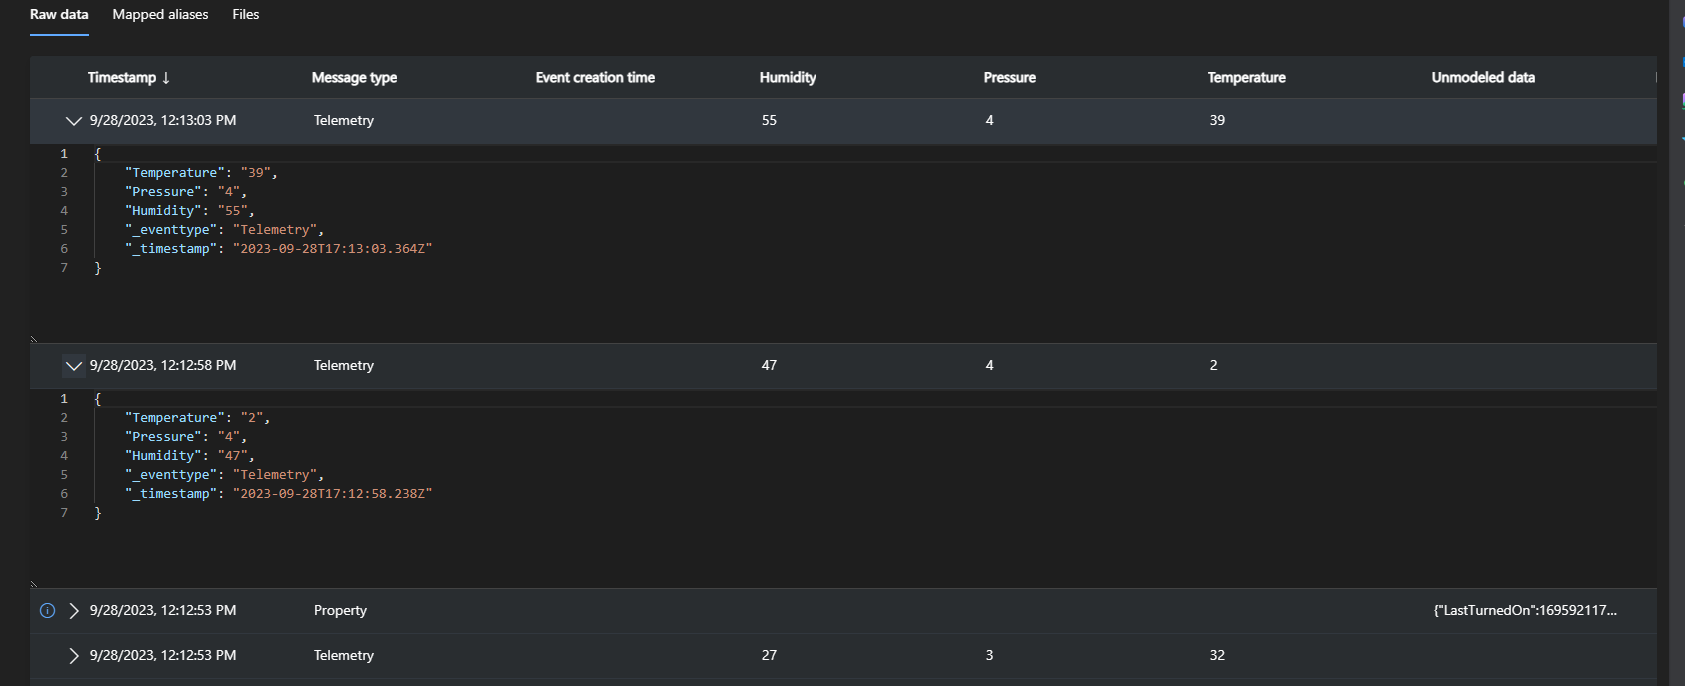 Raw data Mapped aliases Files
Timestamp ↓ Message type Event creation time Humidity Pressure Temperature Unmodeled data
9/28/2023, 12:13:03 PM Telemetry 55 4 39
1 {
2 "Temperature": "39",
3 "Pressure": "4",
4 "Humidity": "55",
5 "_eventtype": "Telemetry",
6 "_timestamp": "2023-09-28T17:13:03.364Z"
7 }
9/28/2023, 12:12:58 PM Telemetry 47 4 2
1 {
2 "Temperature": "2",
3 "Pressure": "4",
4 "Humidity": "47",
5 "_eventtype": "Telemetry",
6 "_timestamp": "2023-09-28T17:12:58.238Z"
7 }
9/28/2023, 12:12:53 PM Property {"LastTurnedOn":169592117...
9/28/2023, 12:12:53 PM Telemetry 27 3 32